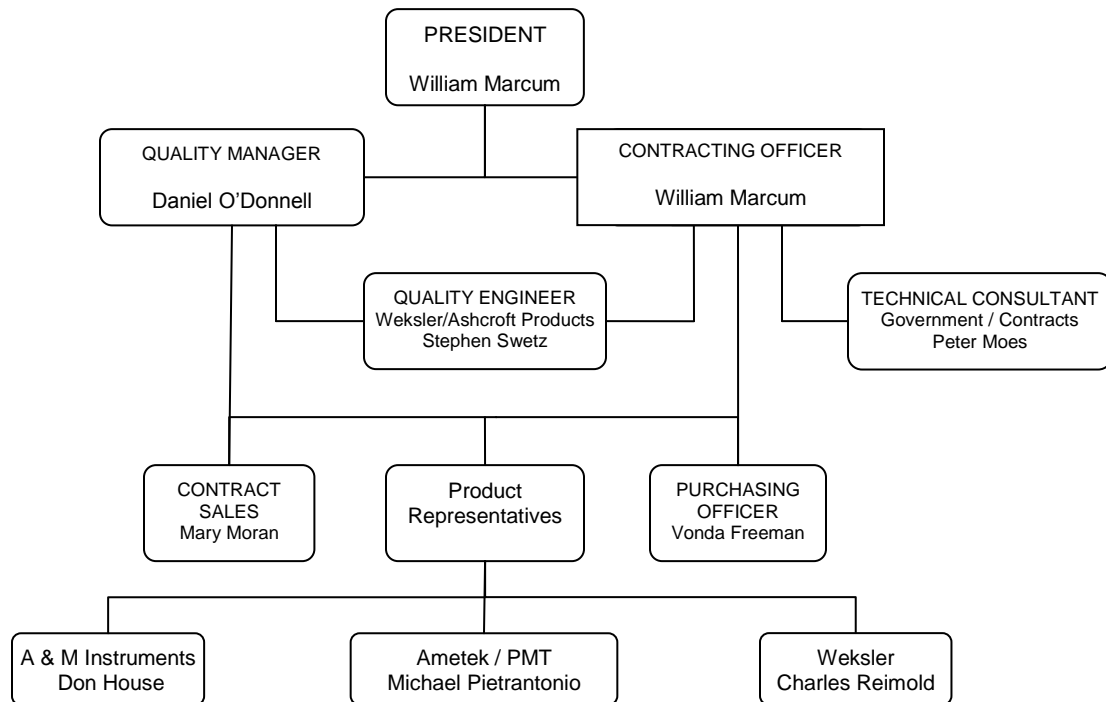 PRESIDENT
William Marcum
QUALITY MANAGER
Daniel O’Donnell
CONTRACTING OFFICER
William Marcum
QUALITY ENGINEER
Weksler/Ashcroft Products
Stephen Swetz
TECHNICAL CONSULTANT
Government / Contracts
Peter Moes
CONTRACT
SALES
Mary Moran
Product
Representatives
PURCHASING
OFFICER
Vonda Freeman
A & M Instruments
Don House
Ametek / PMT
Michael Pietrantonio
Weksler
Charles Reimold